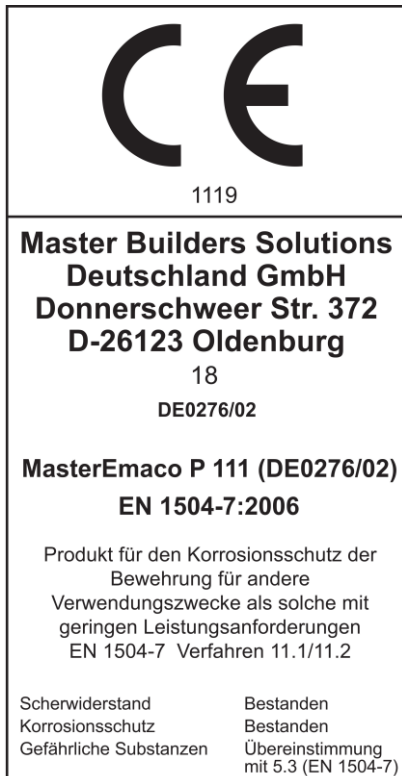 CE
1119
Master Builders Solutions
Deutschland GmbH
Donnerschweer Str. 372
D-26123 Oldenburg
18
DE0276/02
MasterEmaco P 111 (DE0276/02)
EN 1504-7:2006
Produkt für den Korrosionsschutz der
Bewehrung für andere
Verwendungszwecke als solche mit
geringen Leistungsanforderungen
EN 1504-7 Verfahren 11.1/11.2
Scherwiderstand Bestanden
Korrosionsschutz Bestanden
Gefährliche Substanzen Übereinstimmung
mit 5.3 (EN 1504-7)